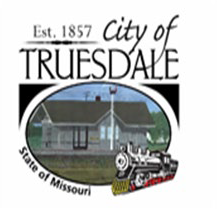 Est. 1857 City of
TRUESDALE
State of Missouri